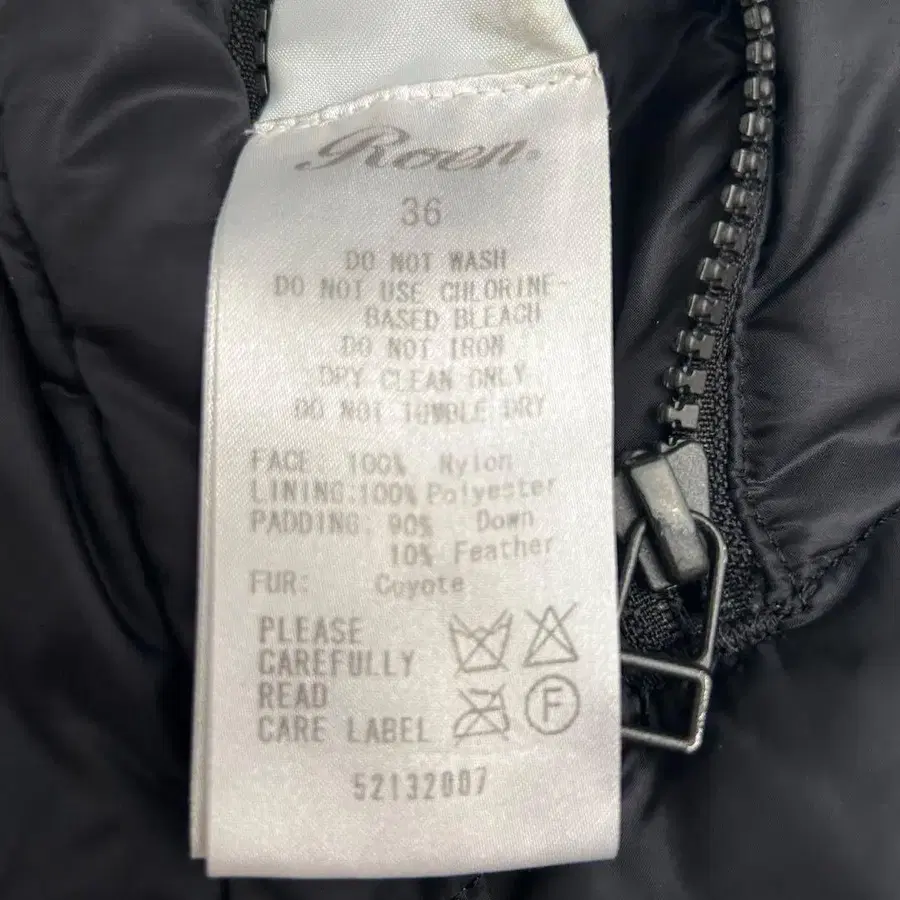 Roen.
36
DO NOT WASH
DO NOT USE CHLORINE-
BASED BLEACH
DO NOT IRON
DRY CLEAN ONLY
DO NOT TUMBLE DRY
FACE: 100% Nylon
LINING:100% Polyester
PADDING: 90% Down
10% Feather
FUR: Coyote
PLEASE
CAREFULLY
READ
CARE LABEL
F
52132007